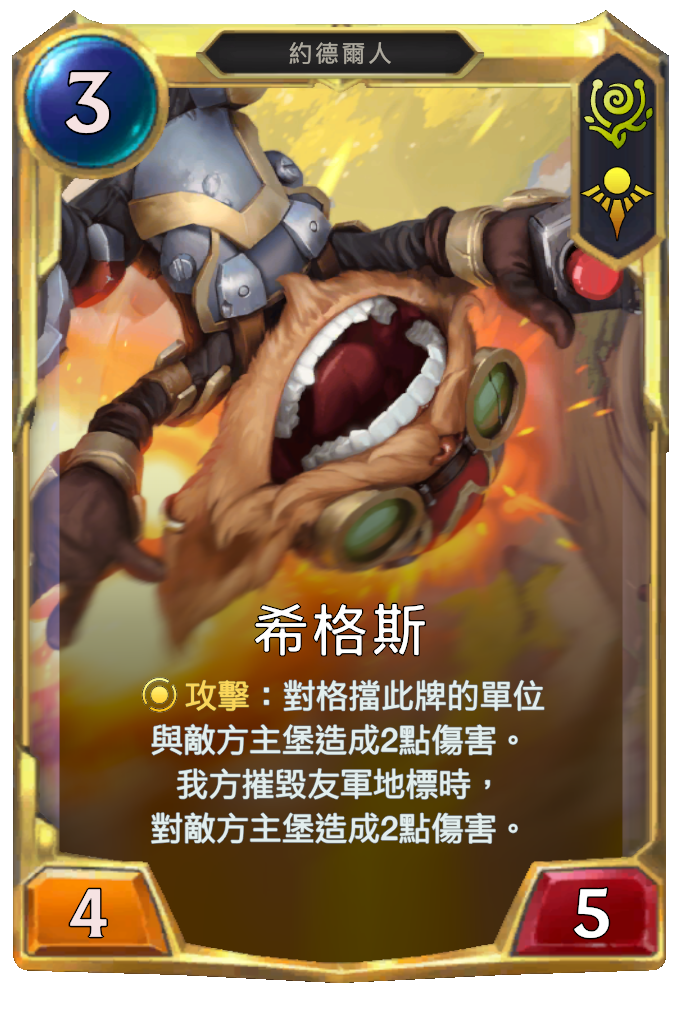 3
約德爾人
希格斯
攻擊：對格擋此牌的單位
與敵方主堡造成2點傷害。
我方摧毀友軍地標時，
對敵方主堡造成2點傷害。
4
5